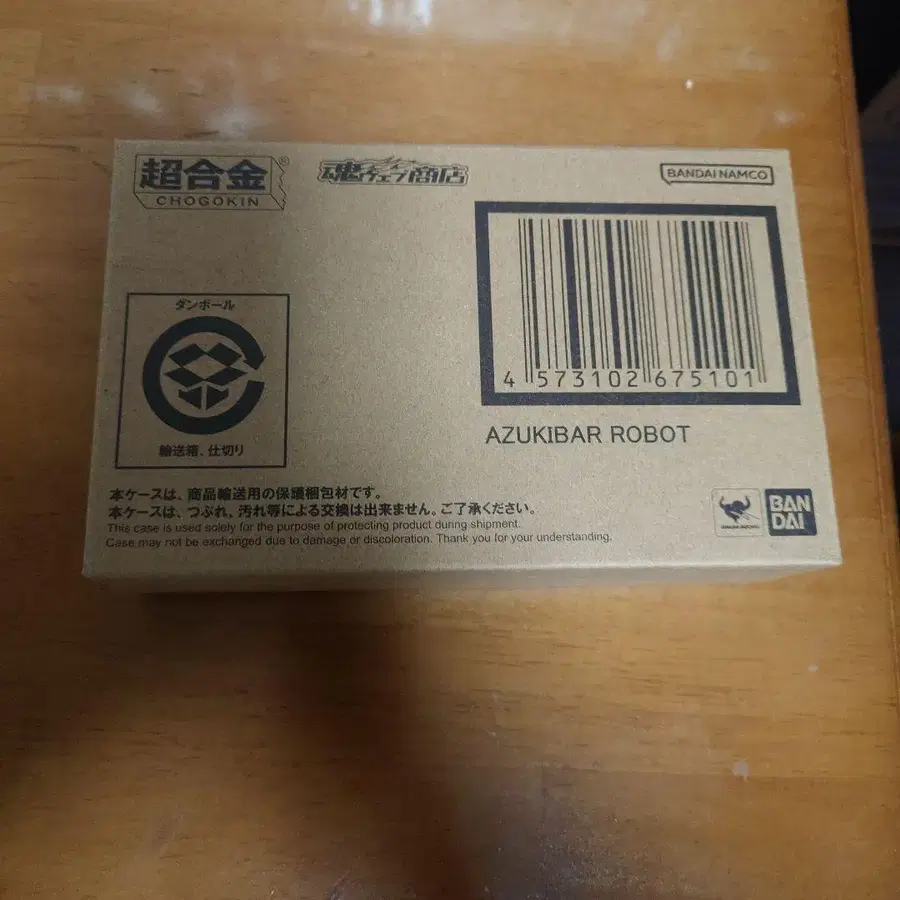 超合金®
CHOGOKIN
魂ウェブ商店
BANDAI NAMCO
4 573102 675101
AZUKIBAR ROBOT
ダンボール
輸送箱、仕切り
本ケースは、商品輸送用の保護梱包材です。
本ケースは、つぶれ、汚れ等による交換は出来ません。ご了承ください。
This case is used solely for the purpose of protecting product during shipment.
Case may not be exchanged due to damage or discoloration. Thank you for your understanding.
BAN
DAI